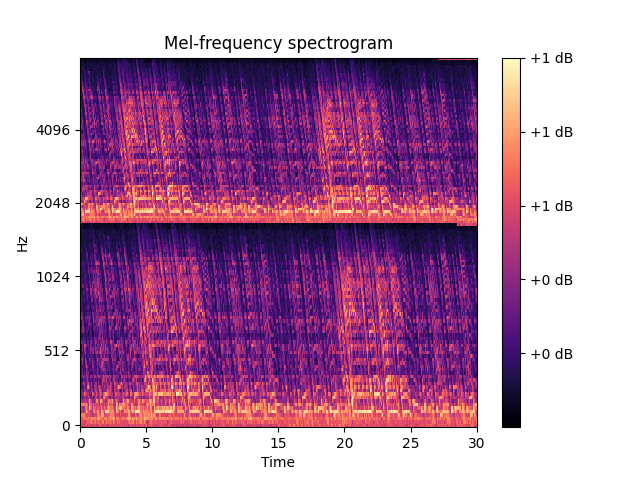 Mel-frequency spectrogram
+1 dB
4096
+1 dB
2048
+1 dB
Hz
1024
+0 dB
512
+0 dB
0
0 5 10 15 20 25 30
Time